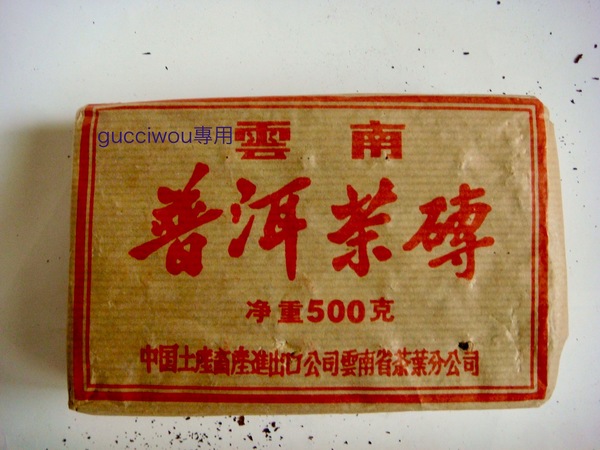 gucciwou專用
雲南
普洱茶磚
净重500克
中国土產畜產進出口公司雲南省茶葉分公司